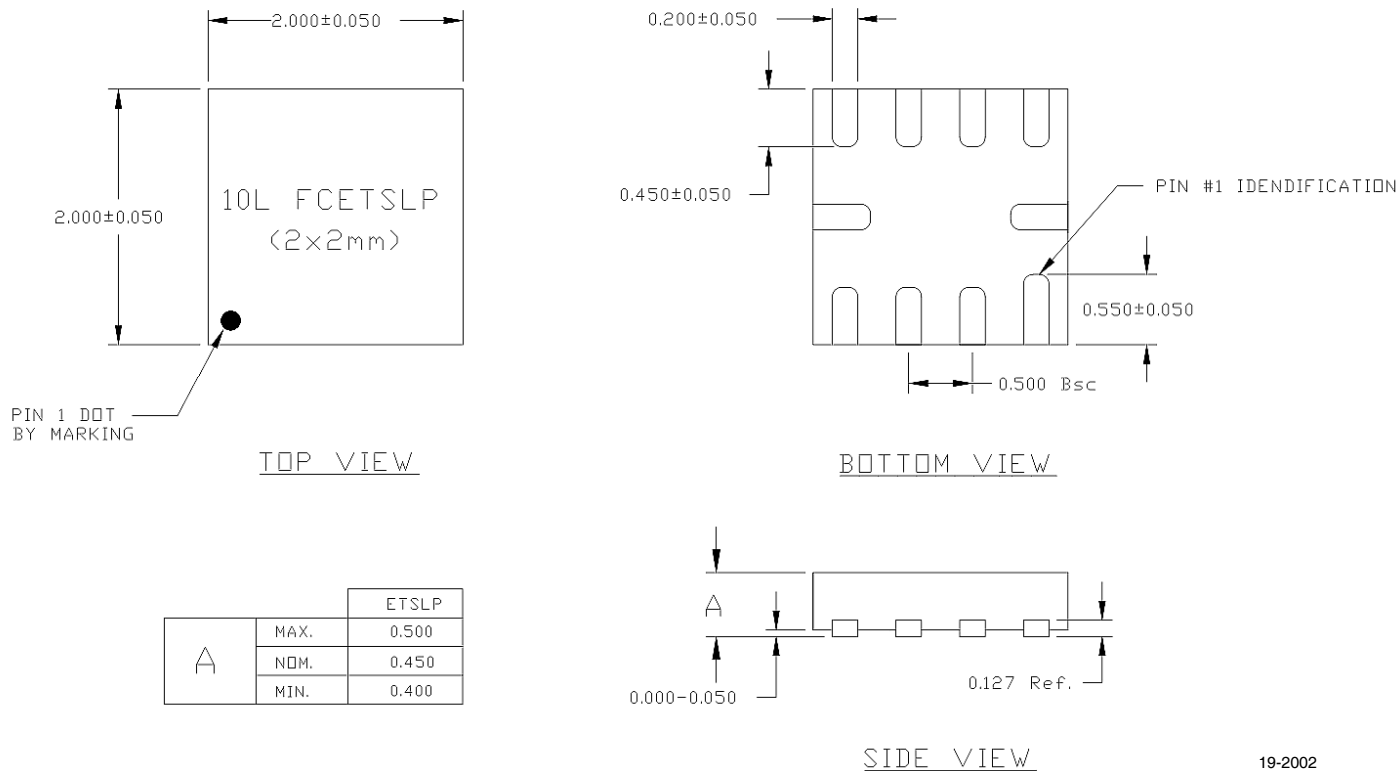 2.000±0.050
2.000±0.050
10L FCETSLP
(2x2mm)
PIN 1 DOT
BY MARKING
TOP VIEW
0.200±0.050
0.450±0.050
PIN #1 IDENDIFICATION
0.550±0.050
0.500 Bsc
BOTTOM VIEW
ETSLP
A
MAX.
0.500
NOM.
0.450
MIN.
0.400
A
0.000-0.050
0.127 Ref.
SIDE VIEW
19-2002